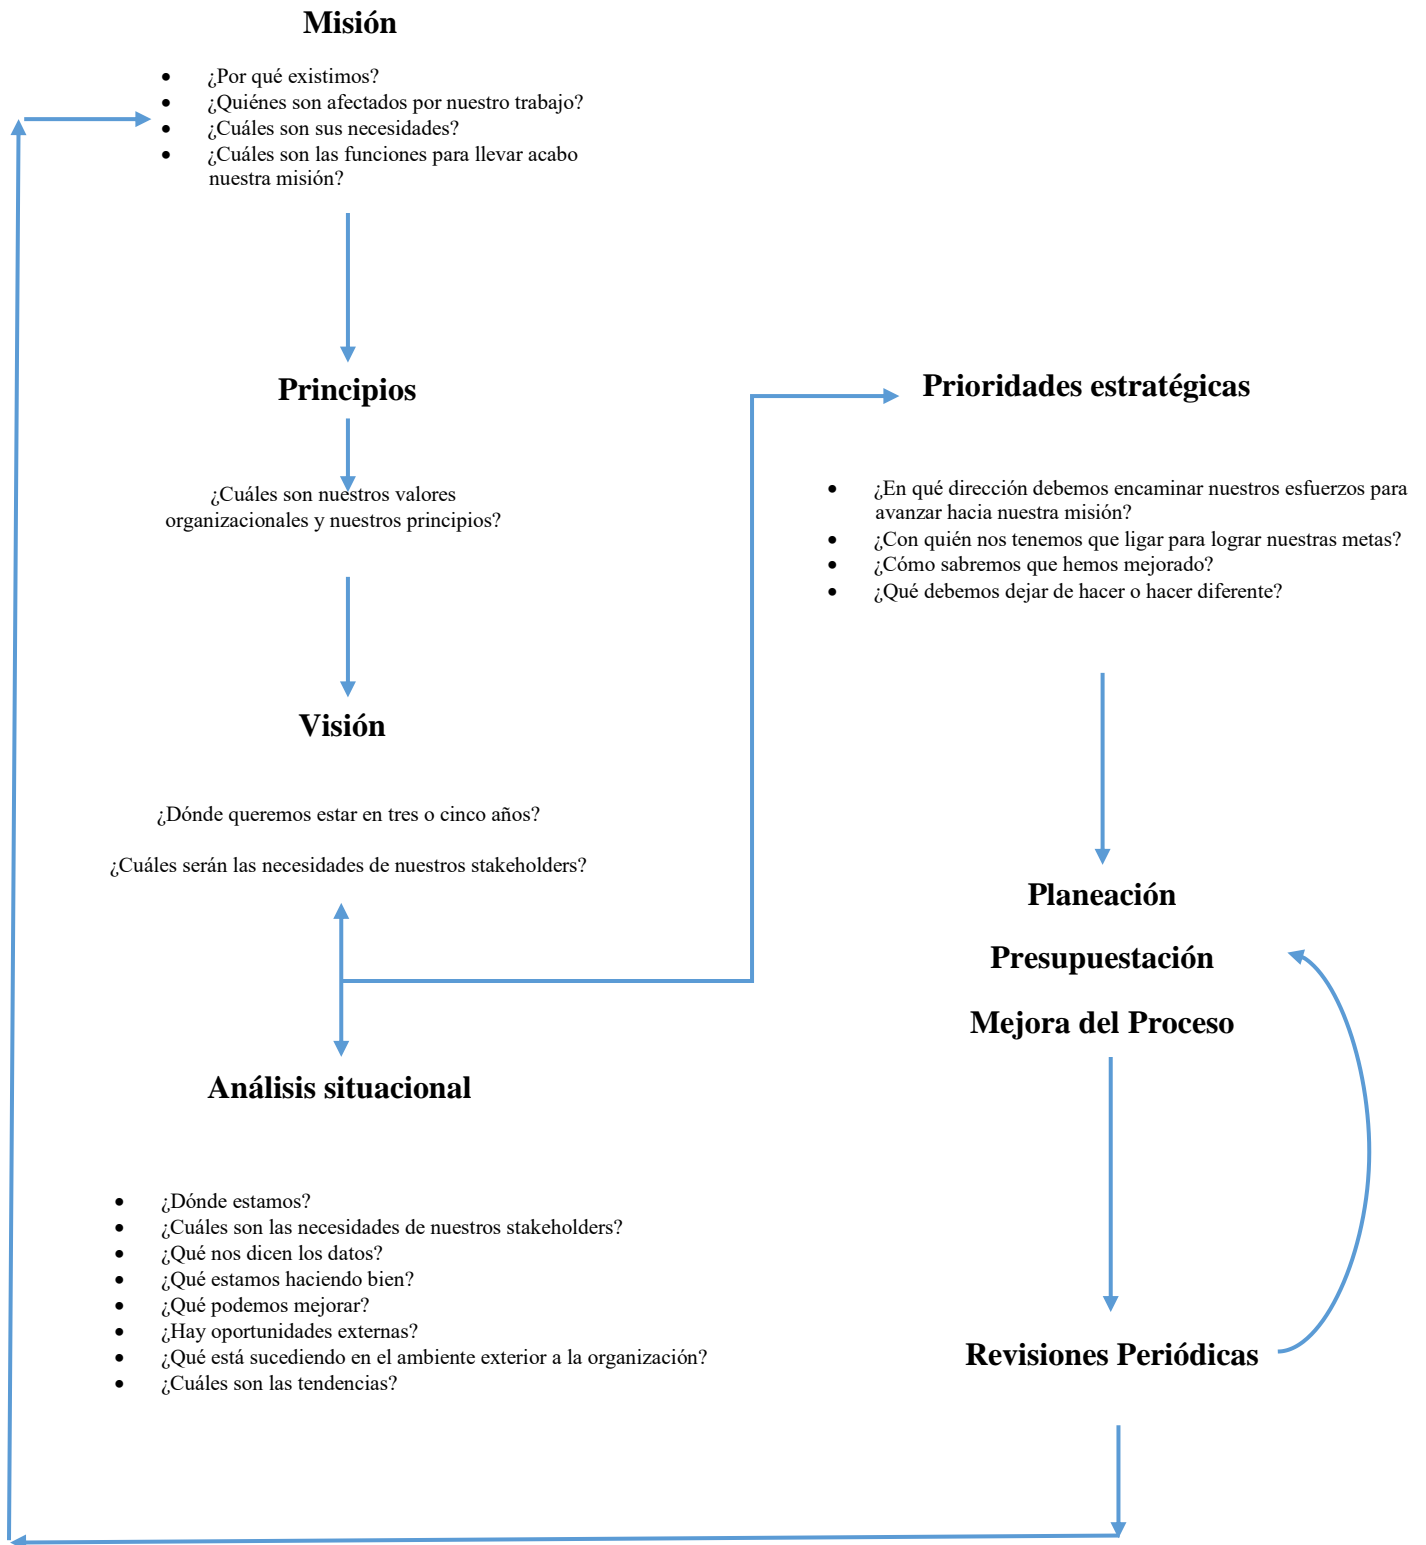 Misión
• ¿Por qué existimos?
• ¿Quiénes son afectados por nuestro trabajo?
• ¿Cuáles son sus necesidades?
• ¿Cuáles son las funciones para llevar acabo
nuestra misión?
Principios
¿Cuáles son nuestros valores
organizacionales y nuestros principios?
Visión
¿Dónde queremos estar en tres o cinco años?
¿Cuáles serán las necesidades de nuestros stakeholders?
Análisis situacional
• ¿Dónde estamos?
• ¿Cuáles son las necesidades de nuestros stakeholders?
• ¿Qué nos dicen los datos?
• ¿Qué estamos haciendo bien?
• ¿Qué podemos mejorar?
• ¿Hay oportunidades externas?
• ¿Qué está sucediendo en el ambiente exterior a la organización?
• ¿Cuáles son las tendencias?
Prioridades estratégicas
• ¿En qué dirección debemos encaminar nuestros esfuerzos para
avanzar hacia nuestra misión?
• ¿Con quién nos tenemos que ligar para lograr nuestras metas?
• ¿Cómo sabremos que hemos mejorado?
• ¿Qué debemos dejar de hacer o hacer diferente?
Planeación
Presupuestación
Mejora del Proceso
Revisiones Periódicas